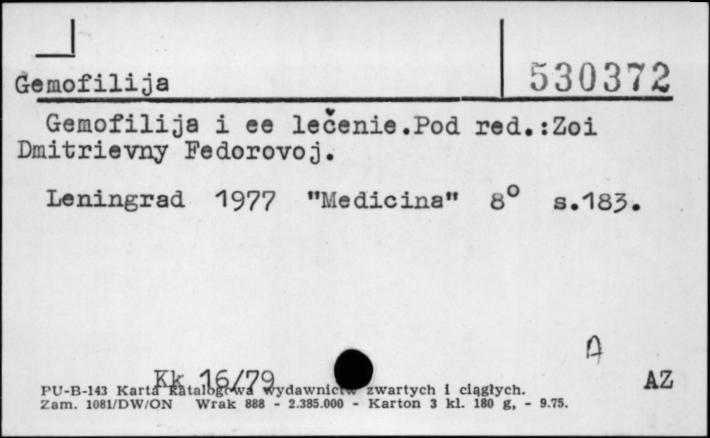 Gemofilija 530372
Gemofilija i ee lečenie.Pod red.:Zoi
Dmitrievny Fedorovoj.
Leningrad 1977 "Medicina" 8° s.183.
A
Kk 16/79 AZ
PU-B-143 Karta katalogowa wydawnictw zwartych i ciągłych.
Zam. 1081/DW/ON Wrak 888 - 2.385.000 - Karton 3 kl. 180 g, - 9.75.